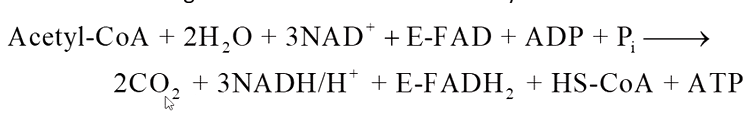 Acetyl-CoA + 2H₂O + 3NAD⁺ + E-FAD + ADP + Pᵢ ⟶
2CO₂ + 3NADH/H⁺ + E-FADH₂ + HS-CoA + ATP